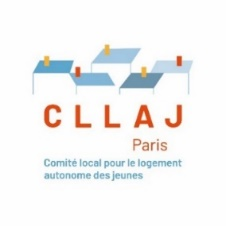 CLLAJ
Paris
Comité local pour le logement
autonome des jeunes